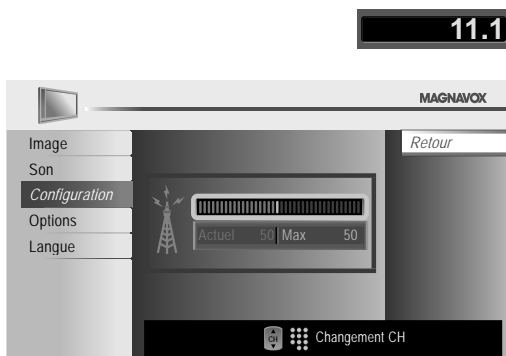 11.1
MAGNAVOX
Image
Retour
Son
Configuration
Options
Langue
Actuel 50 Max 50
CH Changement CH